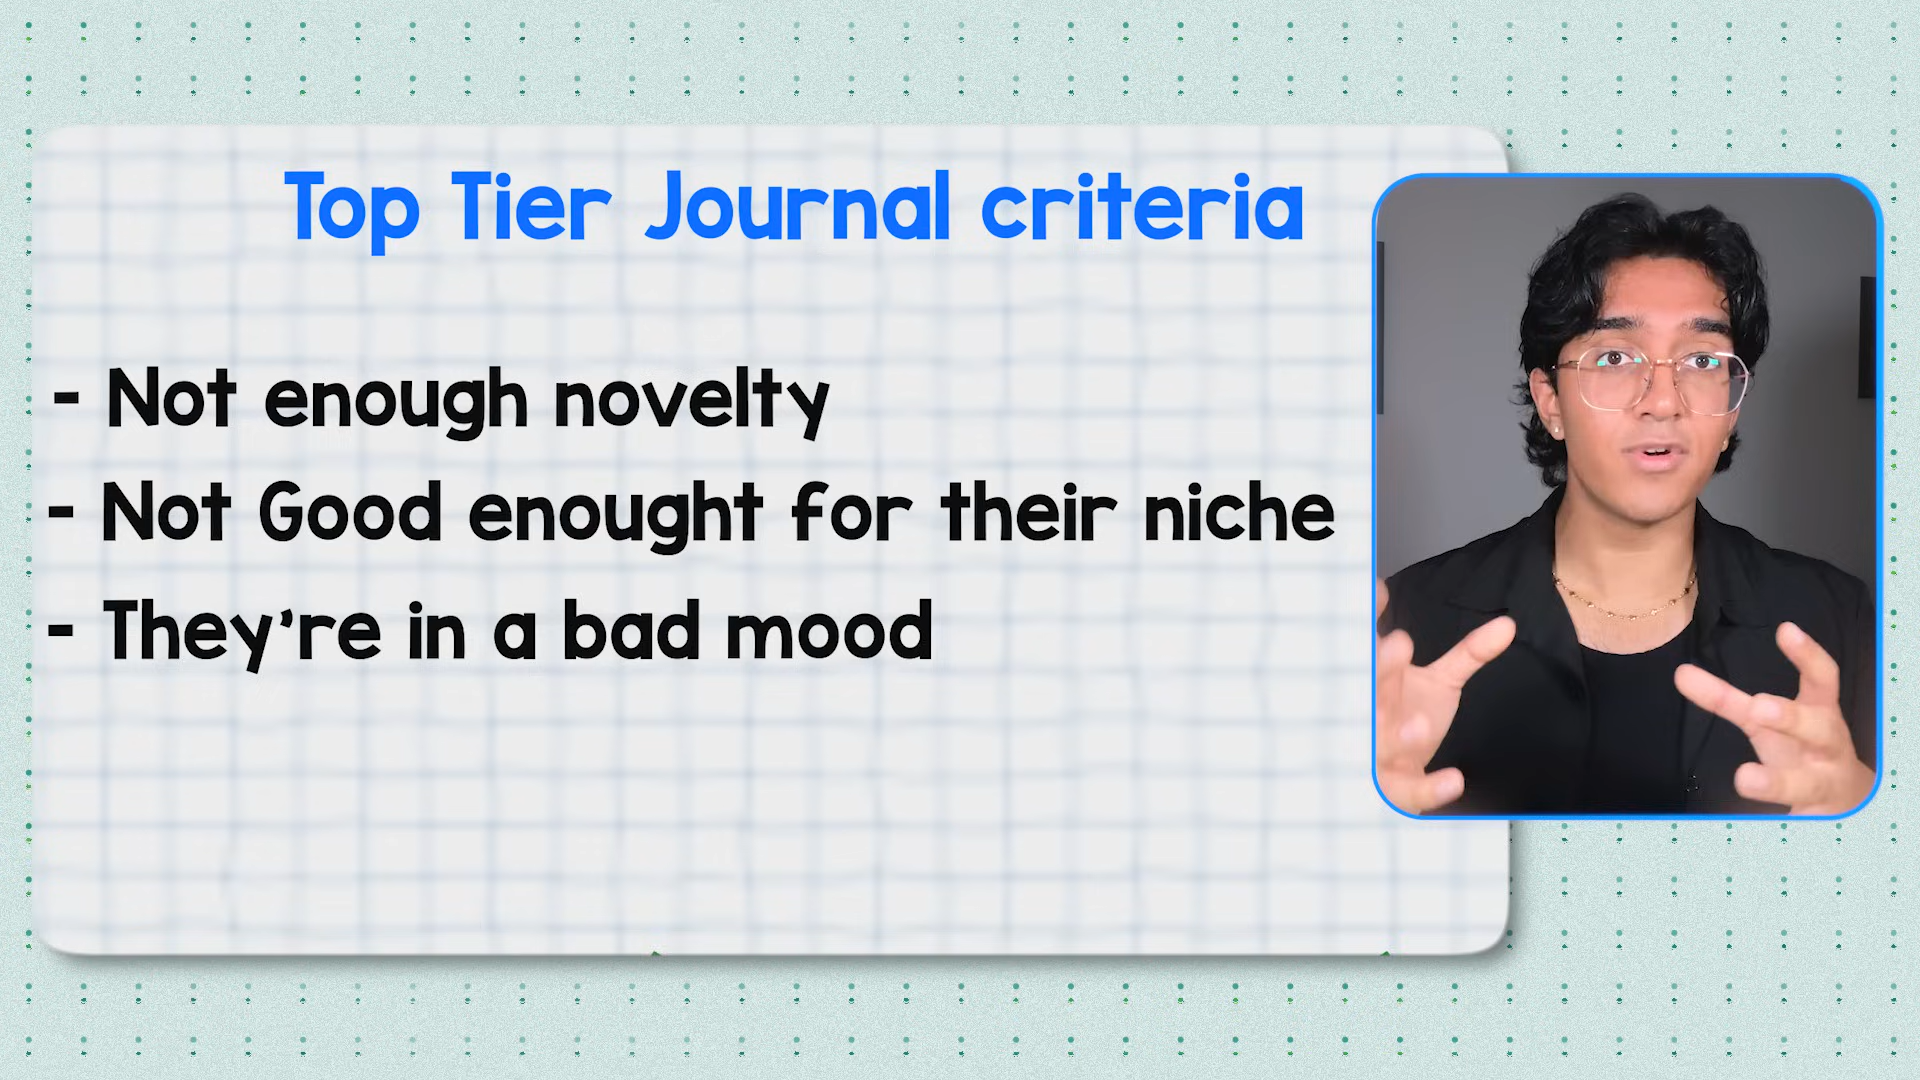 Top Tier Journal criteria
- Not enough novelty
- Not Good enought for their niche
- They're in a bad mood